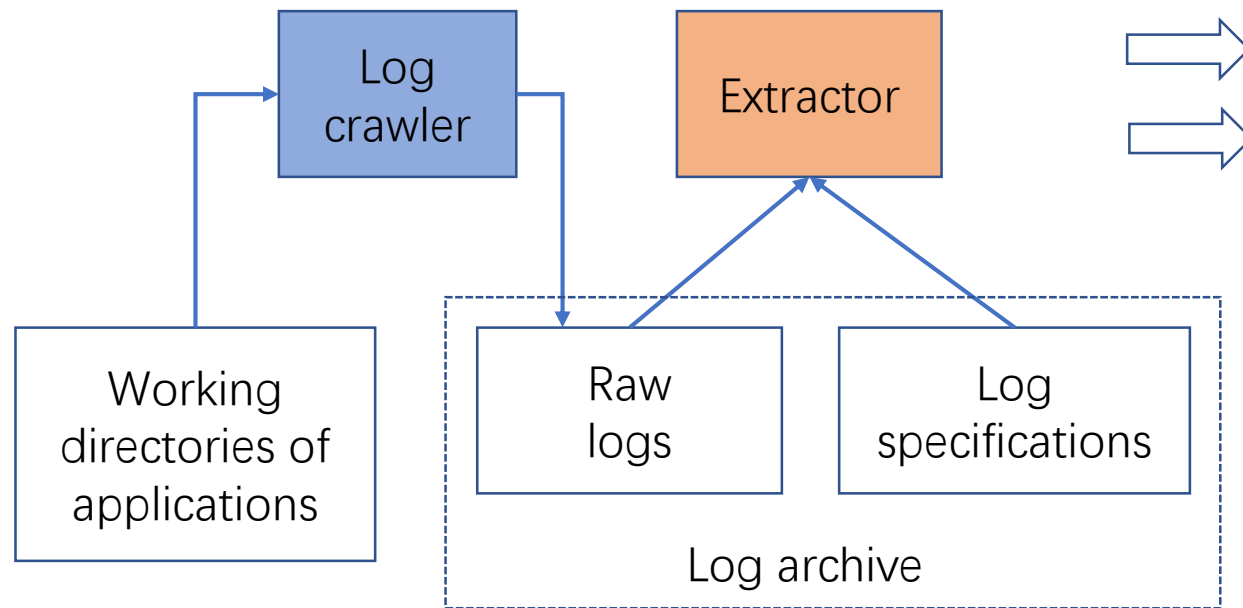 Log
crawler
Extractor
Working
directories of
applications
Raw
logs
Log
specifications
Log archive